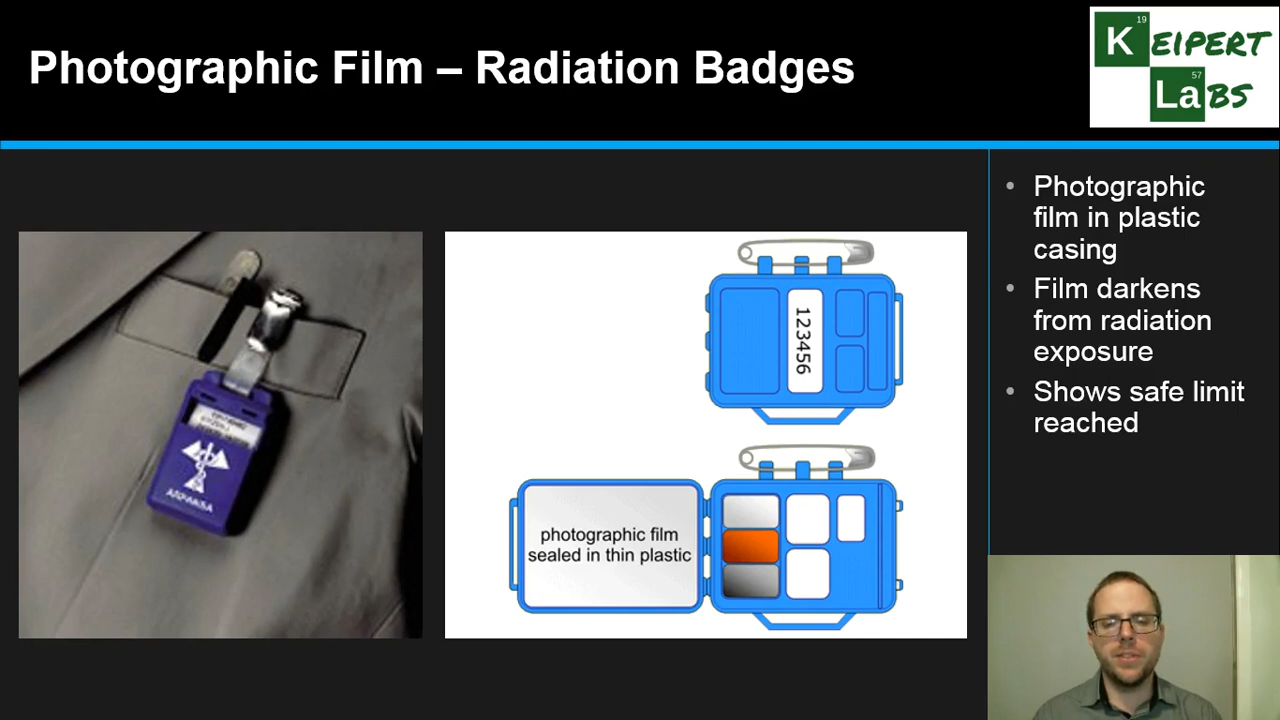 Photographic Film – Radiation Badges
19
K EIPERT
57
La BS
Photographic
film in plastic
casing
Film darkens
from radiation
exposure
Shows safe limit
reached
123456
photographic film
sealed in thin plastic
ARPANSA